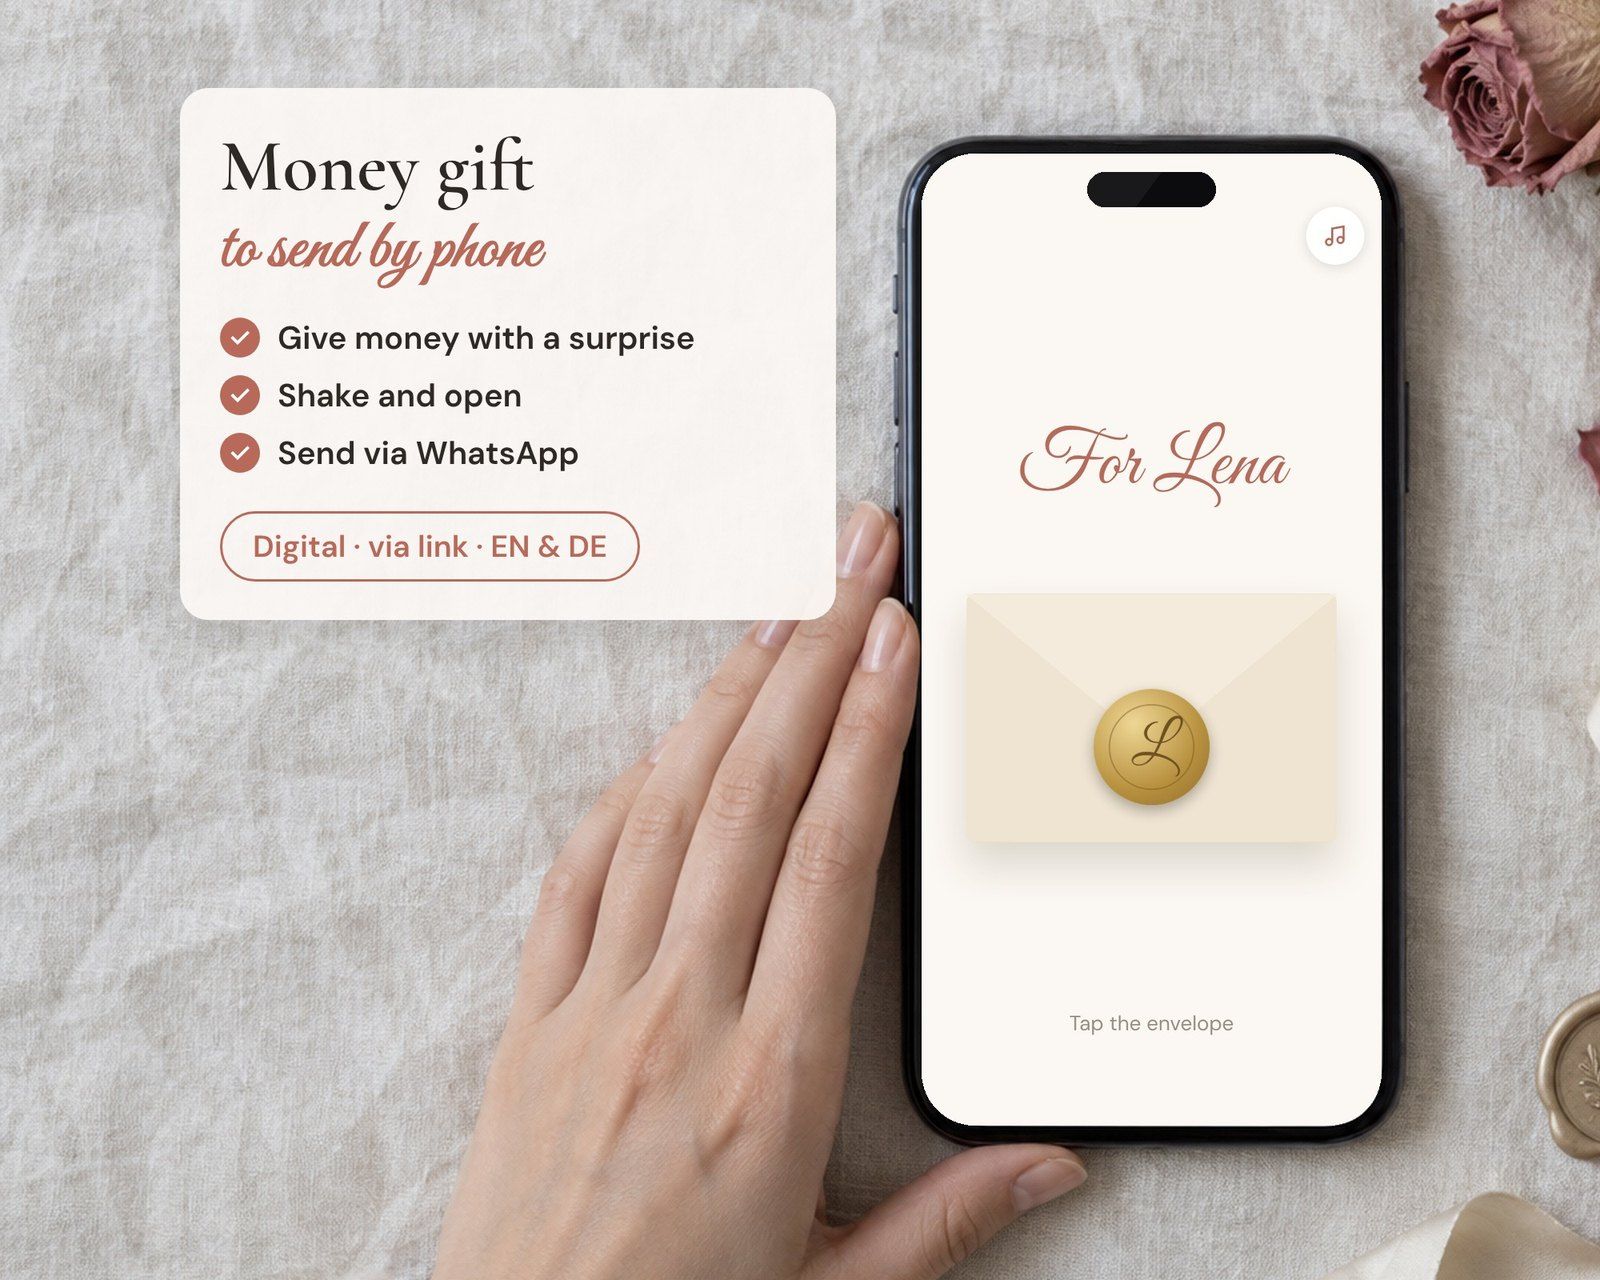 Money gift
to send by phone
Give money with a surprise
Shake and open
Send via WhatsApp
Digital · via link · EN & DE
For Lena
L
Tap the envelope